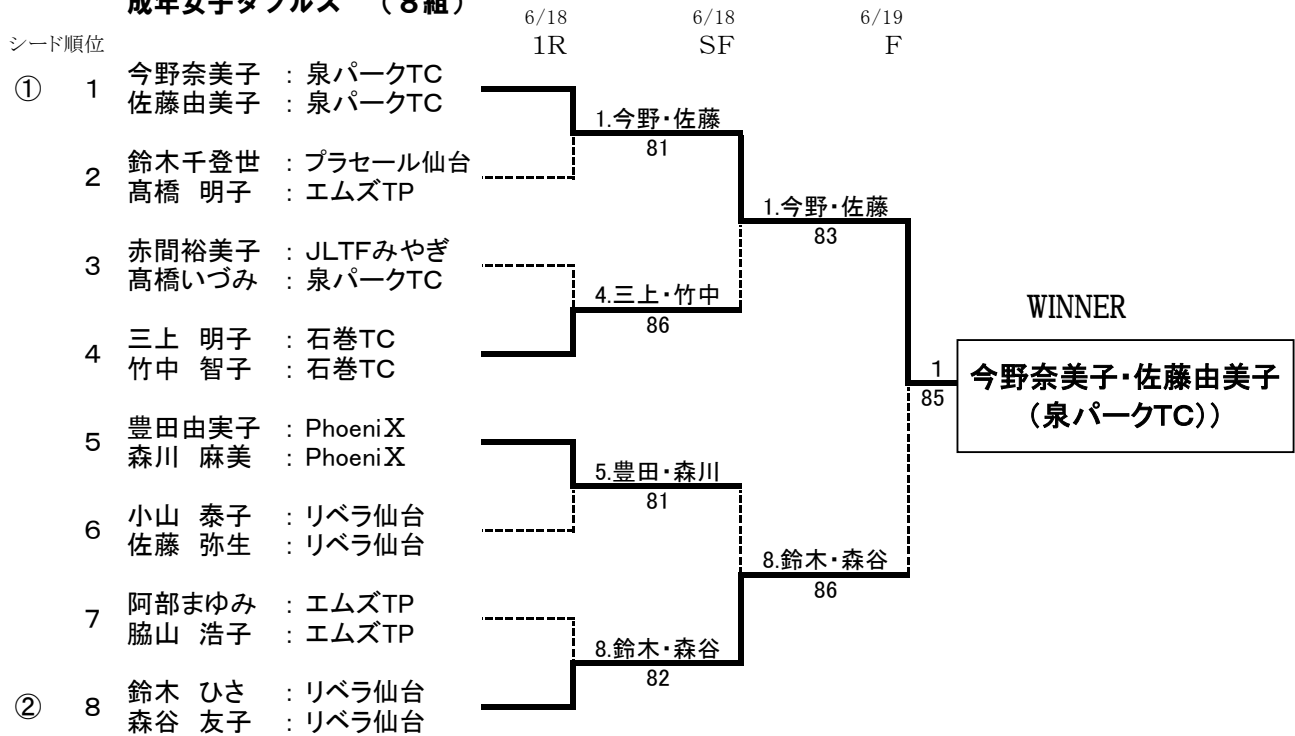 成年女子ダブルス （８組）
6/18 6/18 6/19
シード順位 1R SF F
① 1 今野奈美子 : 泉パークTC
佐藤由美子 : 泉パークTC
1.今野・佐藤
81
2 鈴木千登世 : プラセール仙台
髙橋 明子 : エムズTP
1.今野・佐藤
83
3 赤間裕美子 : JLTFみやぎ
髙橋いづみ : 泉パークTC
4.三上・竹中
86
4 三上 明子 : 石巻TC
竹中 智子 : 石巻TC
WINNER
1
85
今野奈美子・佐藤由美子
（泉パークTC））
5 豊田由実子 : PhoeniX
森川 麻美 : PhoeniX
5.豊田・森川
81
6 小山 泰子 : リベラ仙台
佐藤 弥生 : リベラ仙台
8.鈴木・森谷
86
7 阿部まゆみ : エムズTP
脇山 浩子 : エムズTP
8.鈴木・森谷
82
② 8 鈴木 ひさ : リベラ仙台
森谷 友子 : リベラ仙台